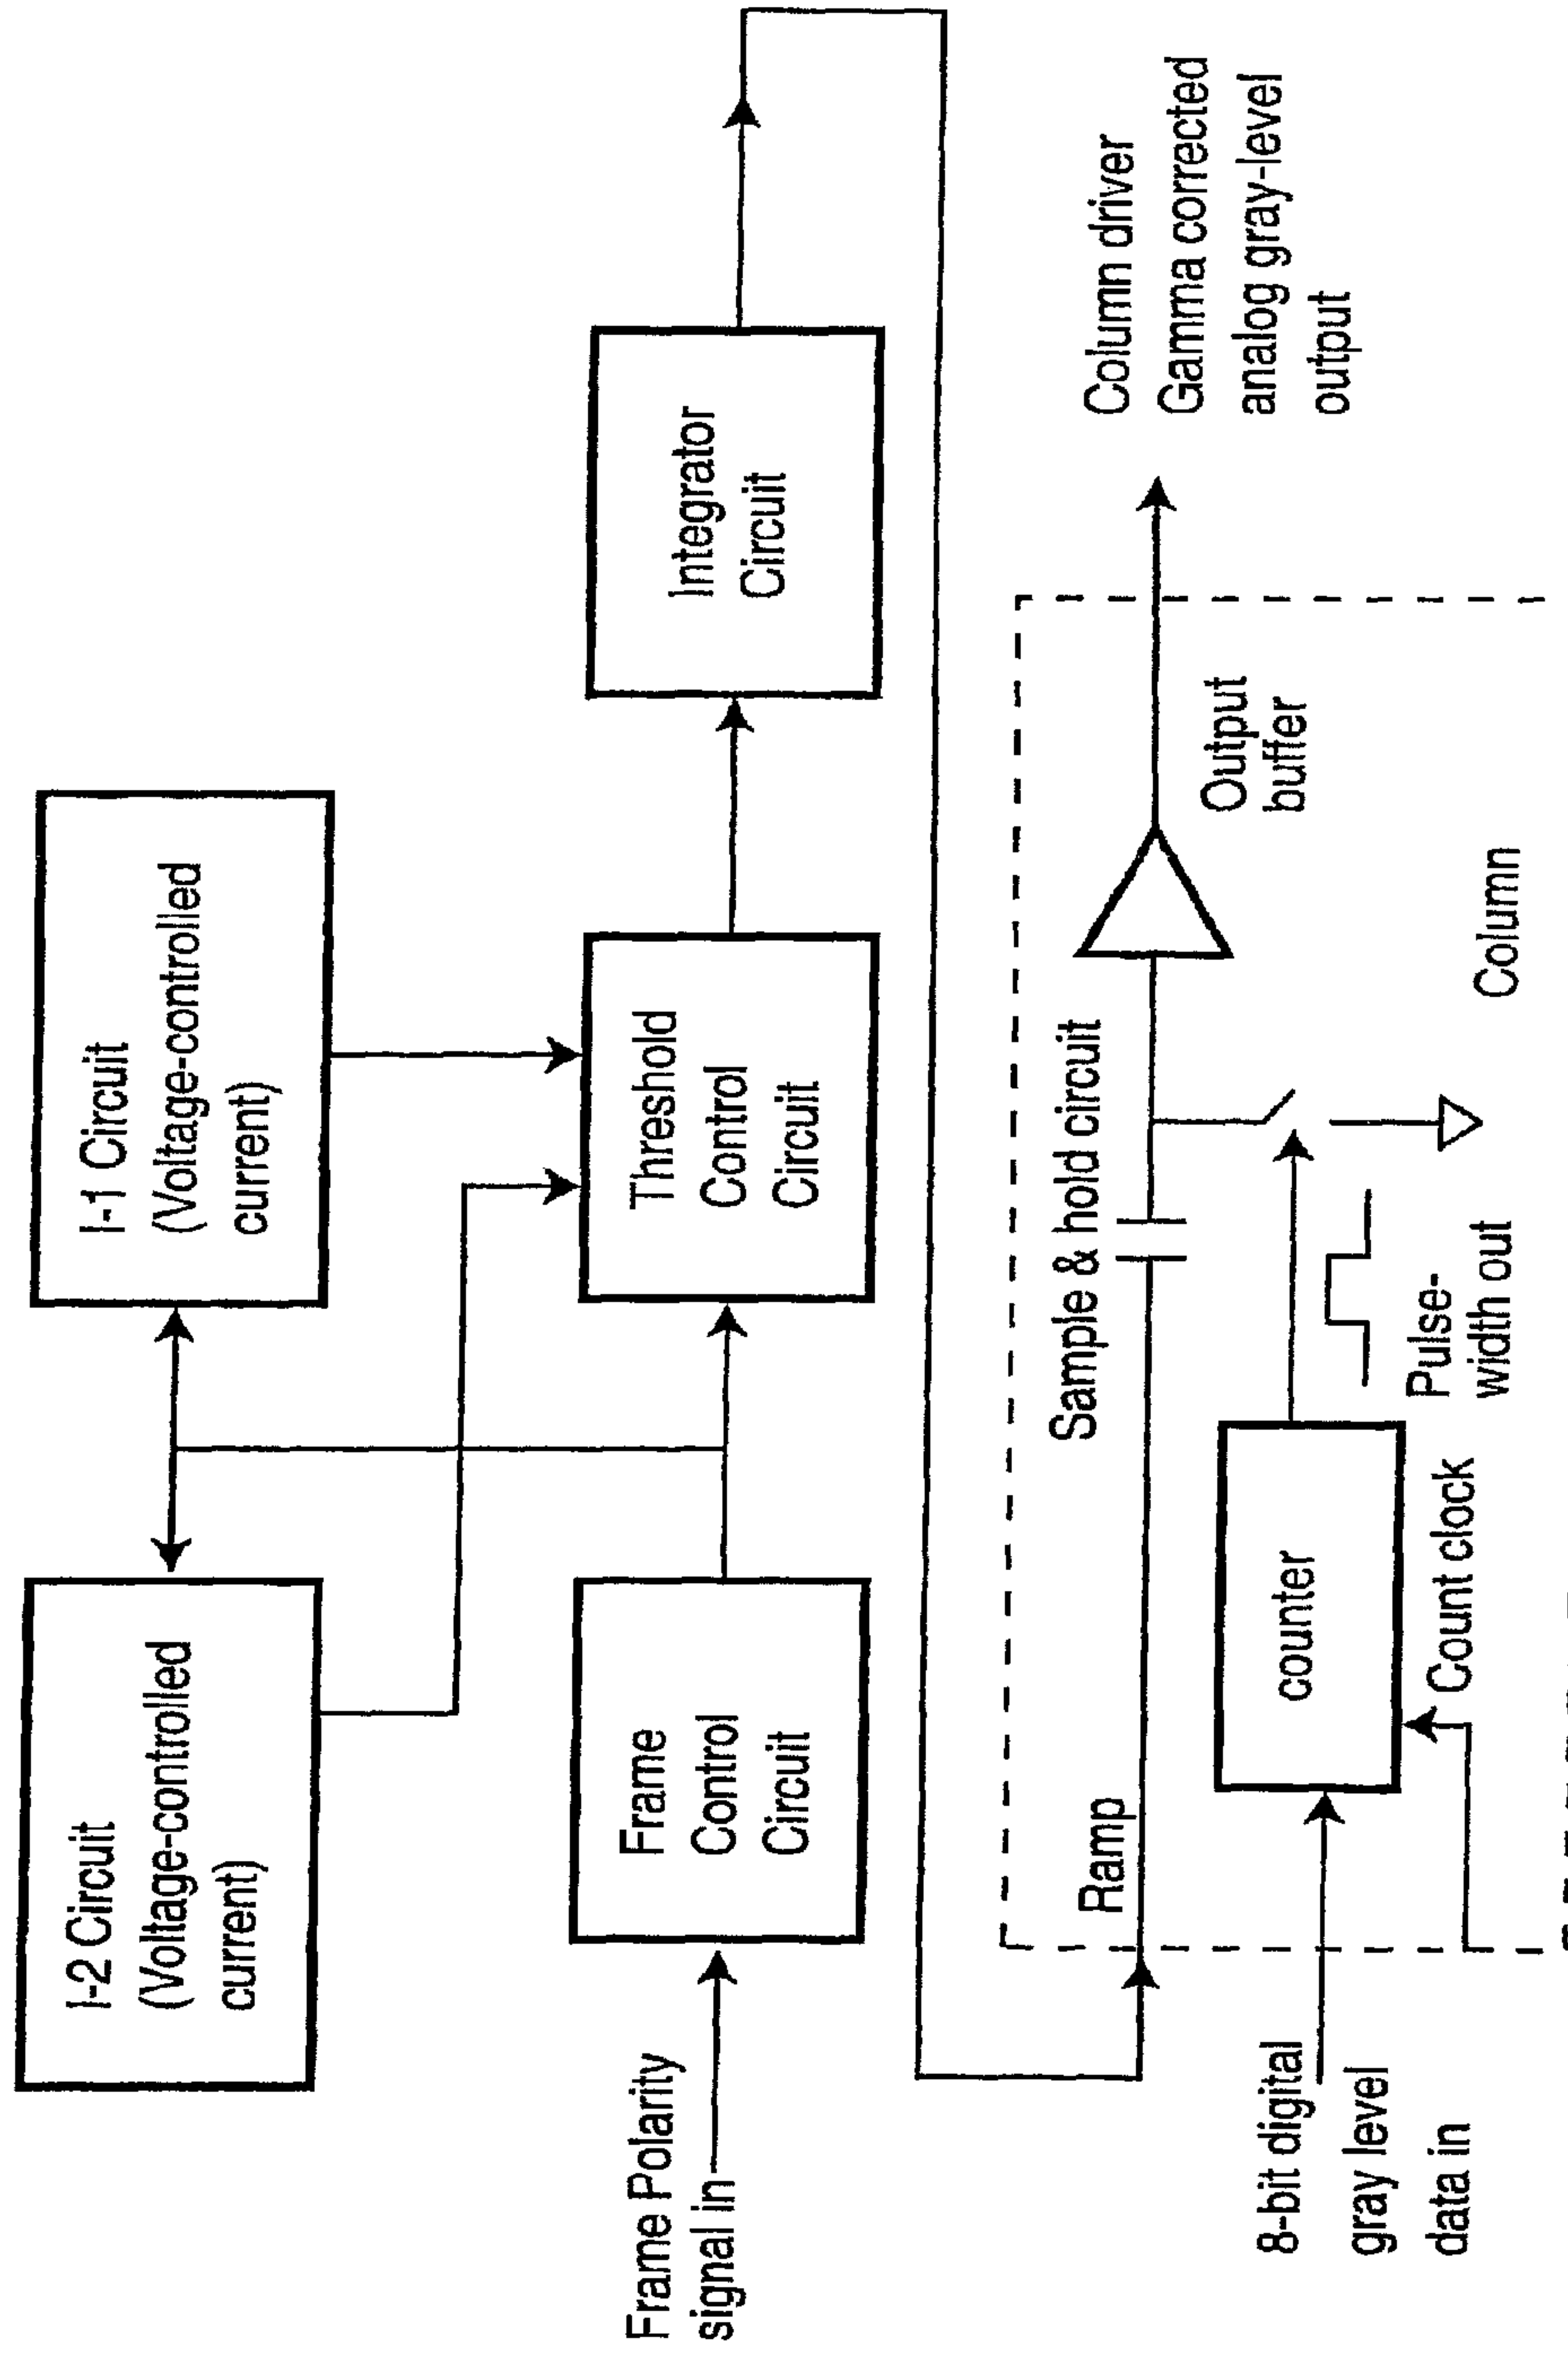 I-2 Circuit
(Voltage-controlled
current)
I-1 Circuit
(Voltage-controlled
current)
Frame Polarity
signal in
Frame
Control
Circuit
Threshold
Control
Circuit
Integrator
Circuit
Ramp
Sample & hold circuit
Output
buffer
Column driver
Gamma corrected
analog gray-level
output
8-bit digital
gray level
data in
counter
Count clock
Pulse-
width out
Column